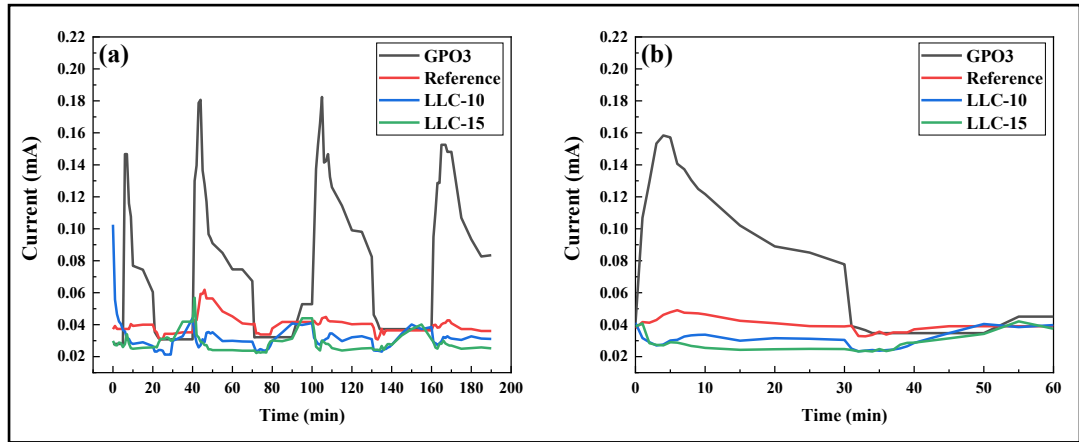 (a)
GPO3
Reference
LLC-10
LLC-15
0.22
0.20
0.18
0.16
0.14
0.12
0.10
0.08
0.06
0.04
0.02
Current (mA)
0 20 40 60 80 100 120 140 160 180 200
Time (min)
(b)
GPO3
Reference
LLC-10
LLC-15
0.22
0.20
0.18
0.16
0.14
0.12
0.10
0.08
0.06
0.04
0.02
Current (mA)
0 10 20 30 40 50 60
Time (min)